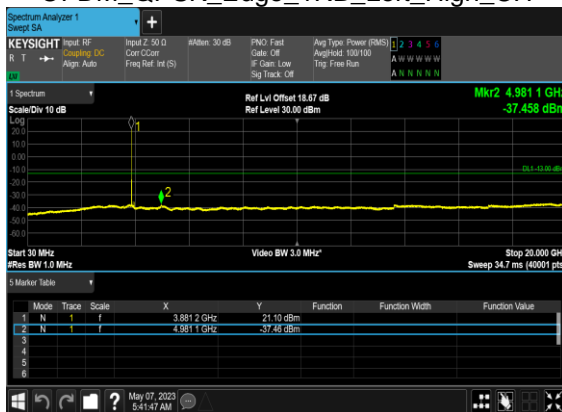 Spectrum Analyzer 1
Swept SA
+
KEYSIGHT
Input: RF
Coupling: DC
Align: Auto
Input Z: 50 Ω
Corr CCorr
Freq Ref: Int (S)
#Atten: 30 dB
PNO: Fast
Gate: Off
IF Gain: Low
Sig Track: Off
Avg Type: Power (RMS)
Avg|Hold: 100/100
Trig: Free Run
1 2 3 4 5 6
A W W W W W
A N N N N N
R T
1 Spectrum
Scale/Div 10 dB
Ref Lvl Offset 18.67 dB
Ref Level 30.00 dBm
Mkr2 4.981 1 GHz
-37.458 dBm
Log
20.0
10.0
0.00
-10.0
-20.0
-30.0
-40.0
-50.0
-60.0
1
2
DL1 -13.00 dB
Start 30 MHz
#Res BW 1.0 MHz
Video BW 3.0 MHz*
Stop 20.000 GH
Sweep 34.7 ms (40001 pts
5 Marker Table
Mode Trace Scale X Y Function Function Width Function Value
1 N 1 f 3.881 2 GHz 21.10 dBm
2 N 1 f 4.981 1 GHz -37.46 dBm
3
4
5
6
?
May 07, 2023
5:41:47 AM